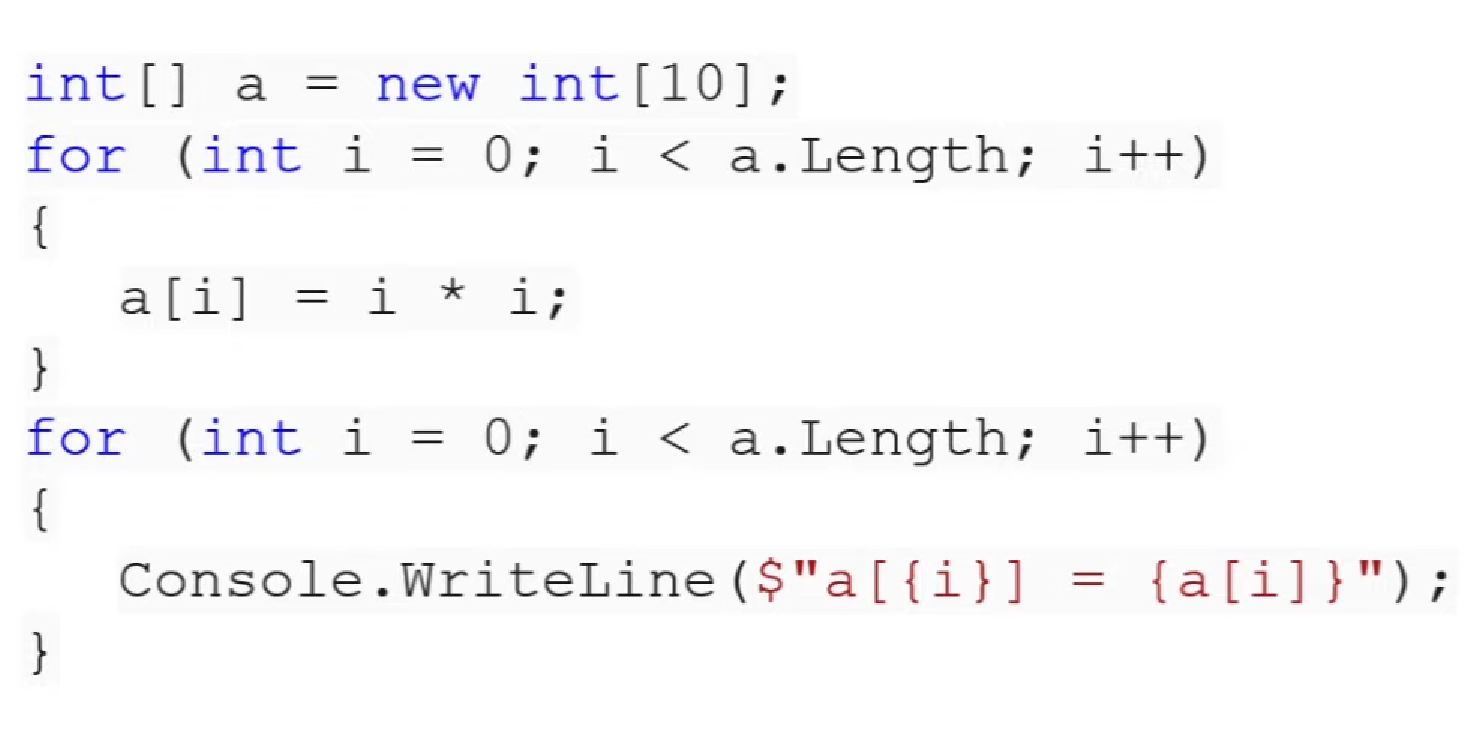 int[] a = new int[10];
for (int i = 0; i < a.Length; i++)
{
   a[i] = i * i;
}
for (int i = 0; i < a.Length; i++)
{
   Console.WriteLine($"a[{i}] = {a[i]}");
}